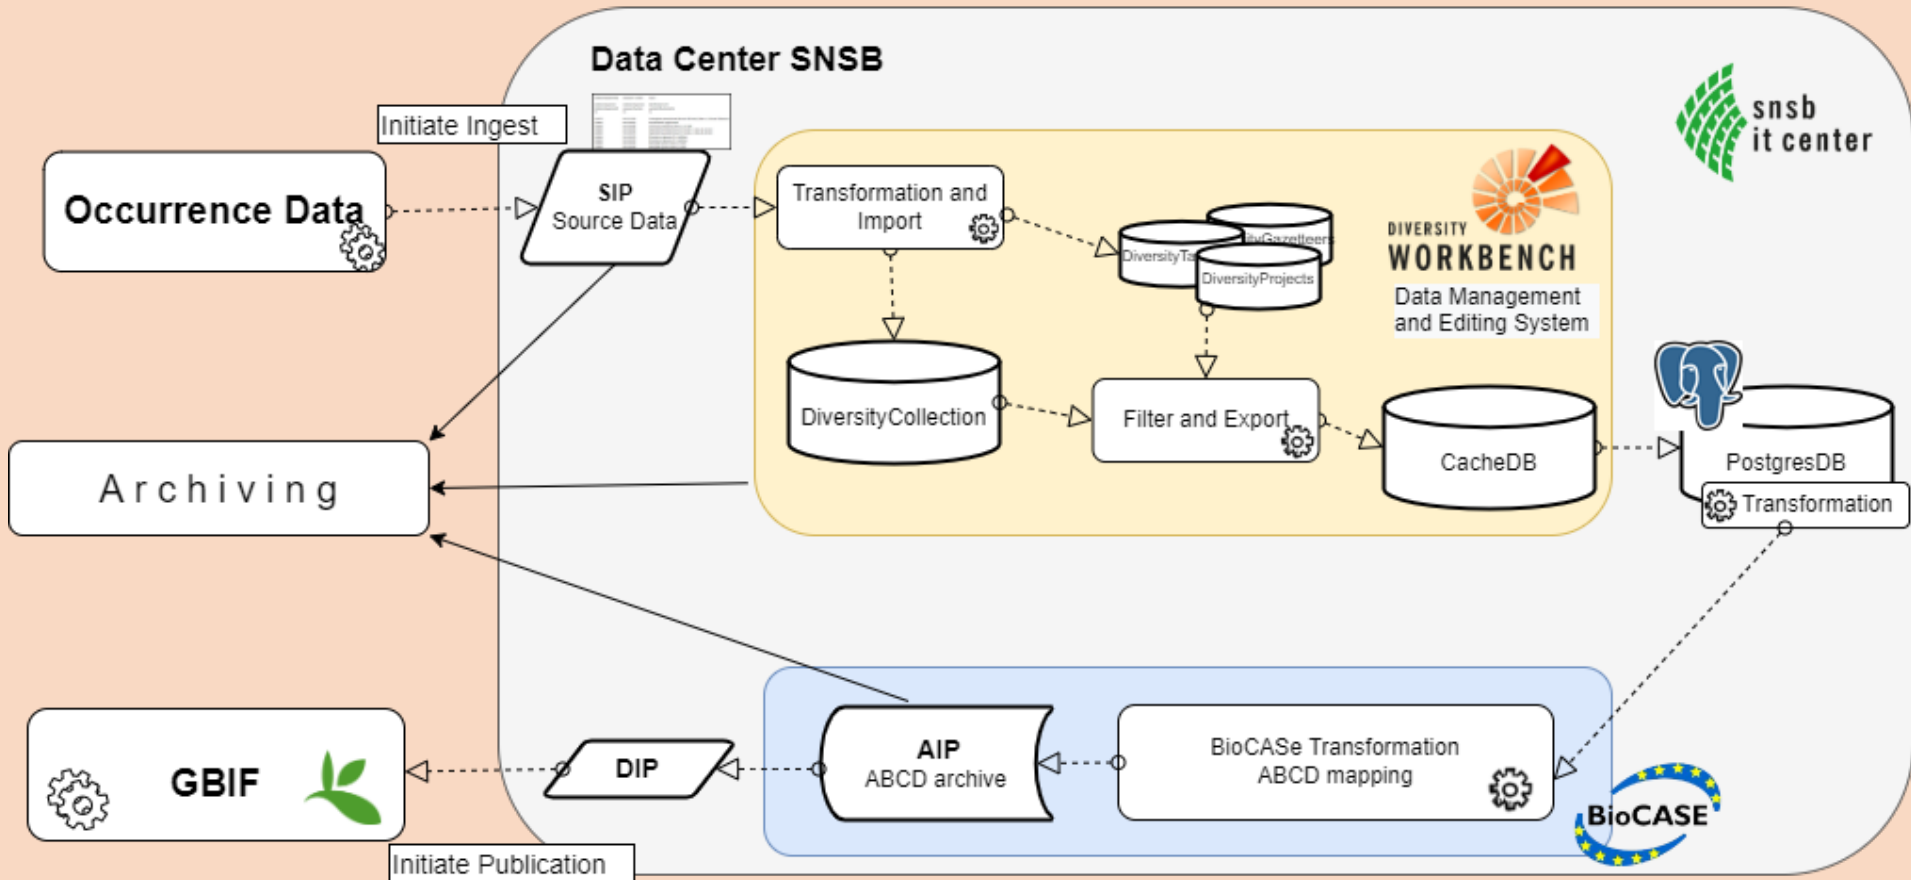 Data Center SNSB
snsb
it center
Initiate Ingest
Occurrence Data
SIP
Source Data
Transformation and
Import
DiversityProjects
DIVERSITY
WORKBENCH
Data Management
and Editing System
DiversityCollection
Filter and Export
CacheDB
PostgresDB
Transformation
Archiving
GBIF
DIP
AIP
ABCD archive
BioCASe Transformation
ABCD mapping
BioCASE
Initiate Publication